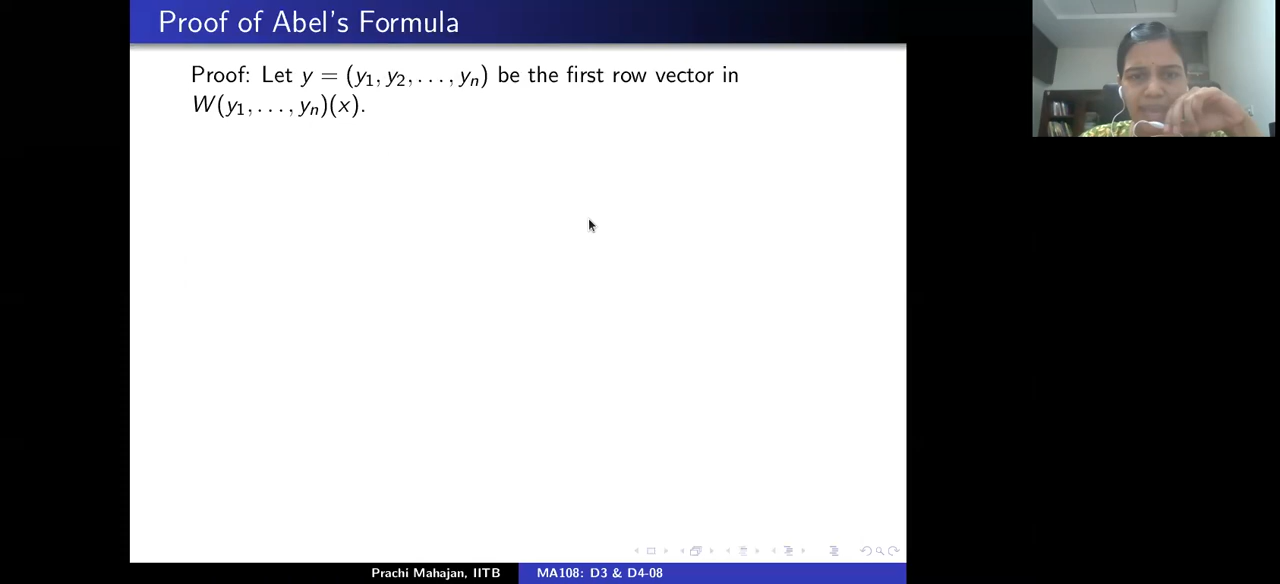 Proof of Abel's Formula
Proof: Let y = (y₁, y₂, . . . , yₙ) be the first row vector in
W(y₁, . . . , yₙ)(x).
Prachi Mahajan, IITB
MA108: D3 & D4-08